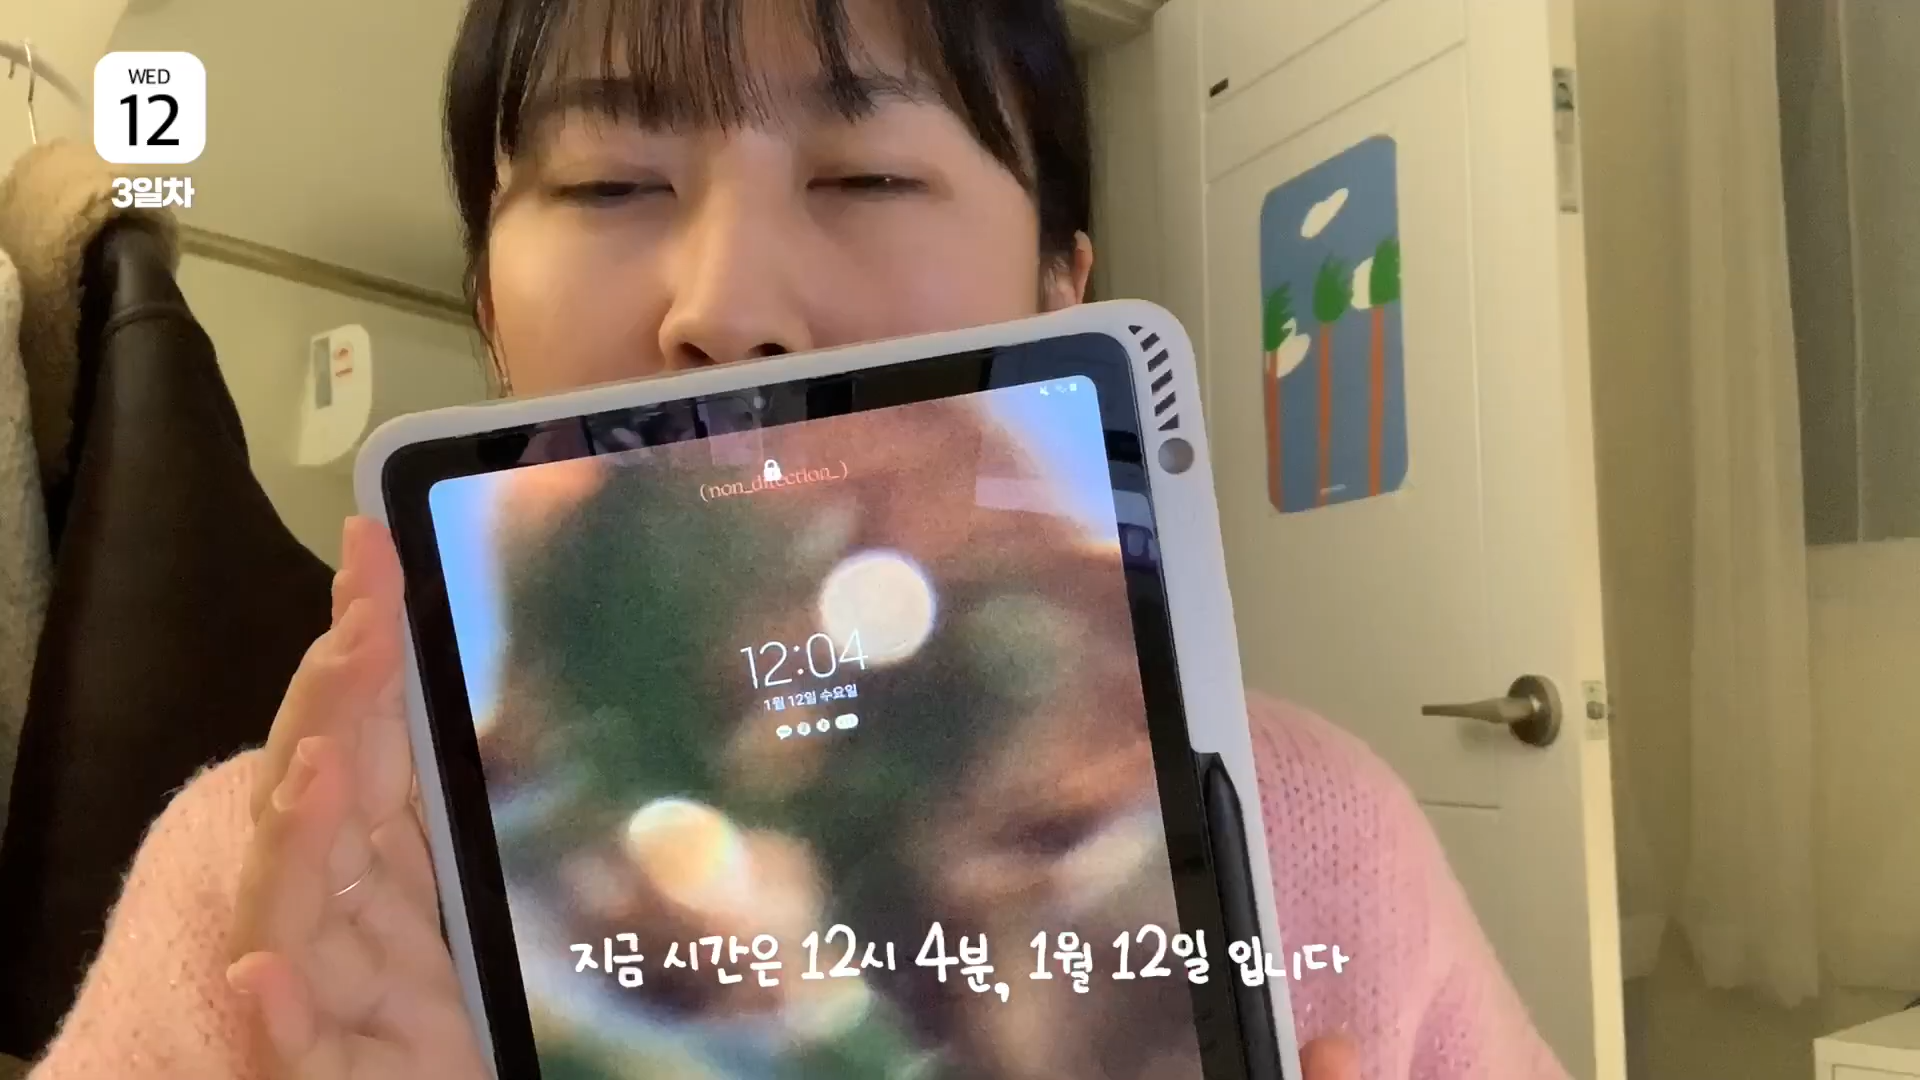 WED
12
3일차
(non_direction_)
12:04
1월 12일 수요일
지금 시간은 12시 4분, 1월 12일 입니다